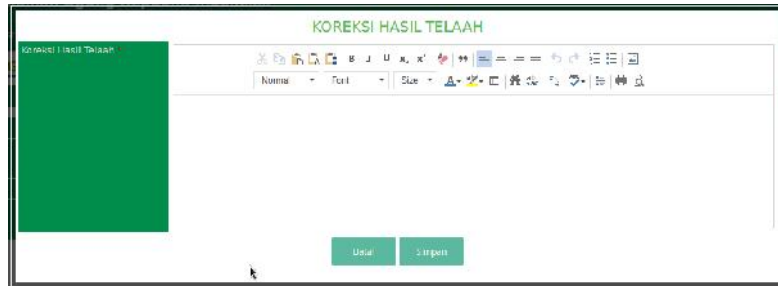 KOREKSI HASIL TELAAH
Koreksi Hasil Telaah
Normal Font Size
Batal Simpan